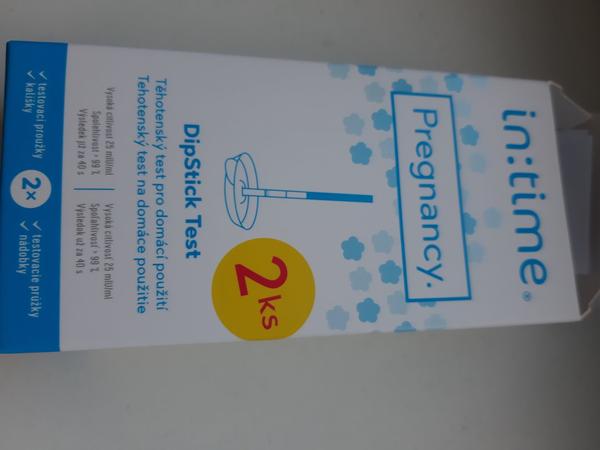 in:time®
Pregnancy.
2ks
DipStick Test
Těhotenský test pro domácí použití
Tehotenský test na domáce použitie
Vysoká citlivost 25 mIU/ml
Spolehlivost > 99 %
Výsledek již za 40 s
Vysoká citlivosť 25 mIU/ml
Spoľahlivosť > 99 %
Výsledok už za 40 s
✓ testovací proužky
✓ kalíšky
2×
✓ testovacie prúžky
✓ nádobky